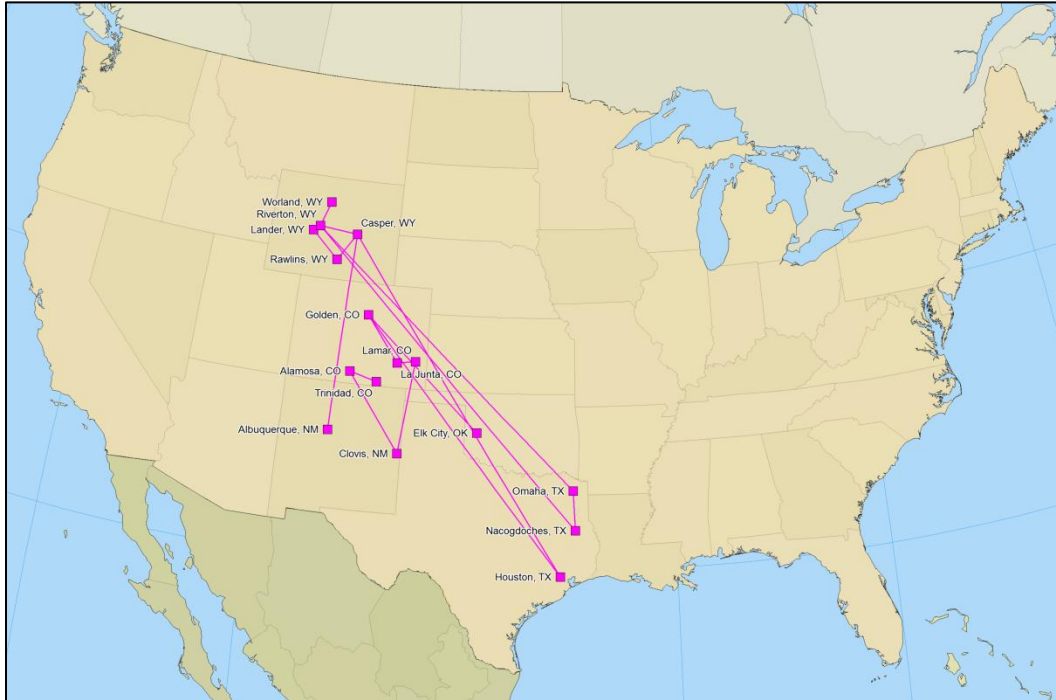 Worland, WY
Riverton, WY
Lander, WY
Casper, WY
Rawlins, WY
Golden, CO
Lamar, CO
Alamosa, CO
La Junta, CO
Trinidad, CO
Albuquerque, NM
Elk City, OK
Clovis, NM
Omaha, TX
Nacogdoches, TX
Houston, TX